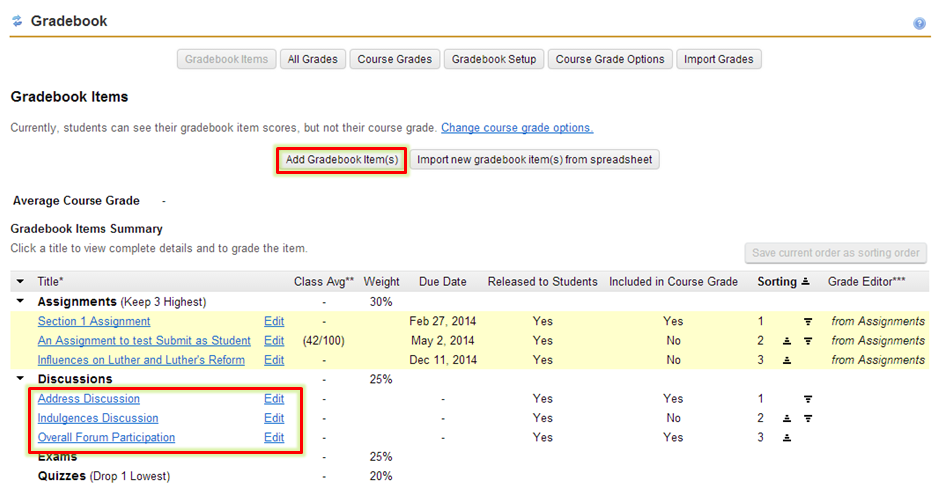 Gradebook
Gradebook Items All Grades Course Grades Gradebook Setup Course Grade Options Import Grades
Gradebook Items
Currently, students can see their gradebook item scores, but not their course grade. Change course grade options.
Add Gradebook Item(s) Import new gradebook item(s) from spreadsheet
Average Course Grade -
Gradebook Items Summary
Click a title to view complete details and to grade the item.
Save current order as sorting order
Title* Class Avg** Weight Due Date Released to Students Included in Course Grade Sorting Grade Editor***
Assignments (Keep 3 Highest) - 30%
Section 1 Assignment Edit - Feb 27, 2014 Yes Yes 1 from Assignments
An Assignment to test Submit as Student Edit (42/100) May 2, 2014 Yes No 2 from Assignments
Influences on Luther and Luther's Reform Edit - Dec 11, 2014 Yes No 3 from Assignments
Discussions - 25%
Address Discussion Edit - - Yes Yes 1
Indulgences Discussion Edit - - Yes No 2
Overall Forum Participation Edit - - Yes Yes 3
Exams - 25%
Quizzes (Drop 1 Lowest) - 20%